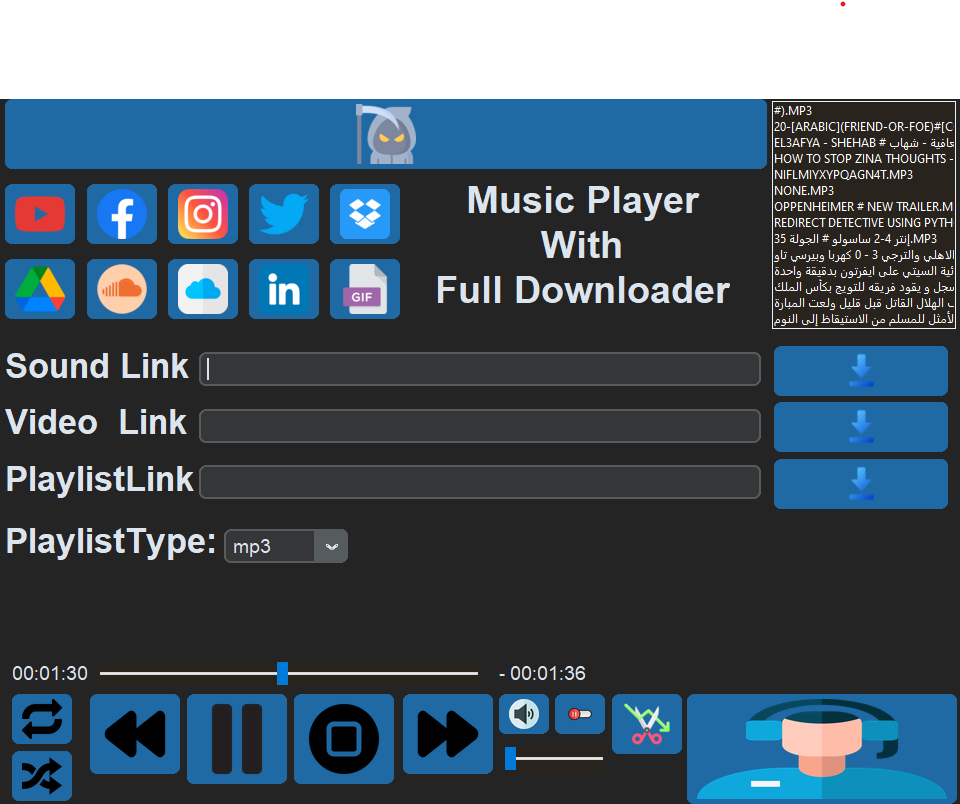 #).MP3
20-[ARABIC](FRIEND-OR-FOE)#[C
EL3AFYA - SHEHAB # عافية - شهاب
HOW TO STOP ZINA THOUGHTS -
NIFLMIYXYPQAGN4T.MP3
NONE.MP3
OPPENHEIMER # NEW TRAILER.M
REDIRECT DETECTIVE USING PYTH
إنتر 4-2 ساسولو # الجولة 35.MP3
الاهلي والترجي 3 - 0 كهربا وبيرسي تاو
ئية السيتي على ايفرتون بدقيقة واحدة
سجل و يقود فريقه للتويج بكأس الملك
ب الهلال القاتل قبل قليل ولعت المبارة
لأمثل للمسلم من الاستيقاظ إلى النوم
Music Player
With
Full Downloader
in
GIF
Sound Link
Video Link
PlaylistLink
PlaylistType: mp3
00:01:30 - 00:01:36